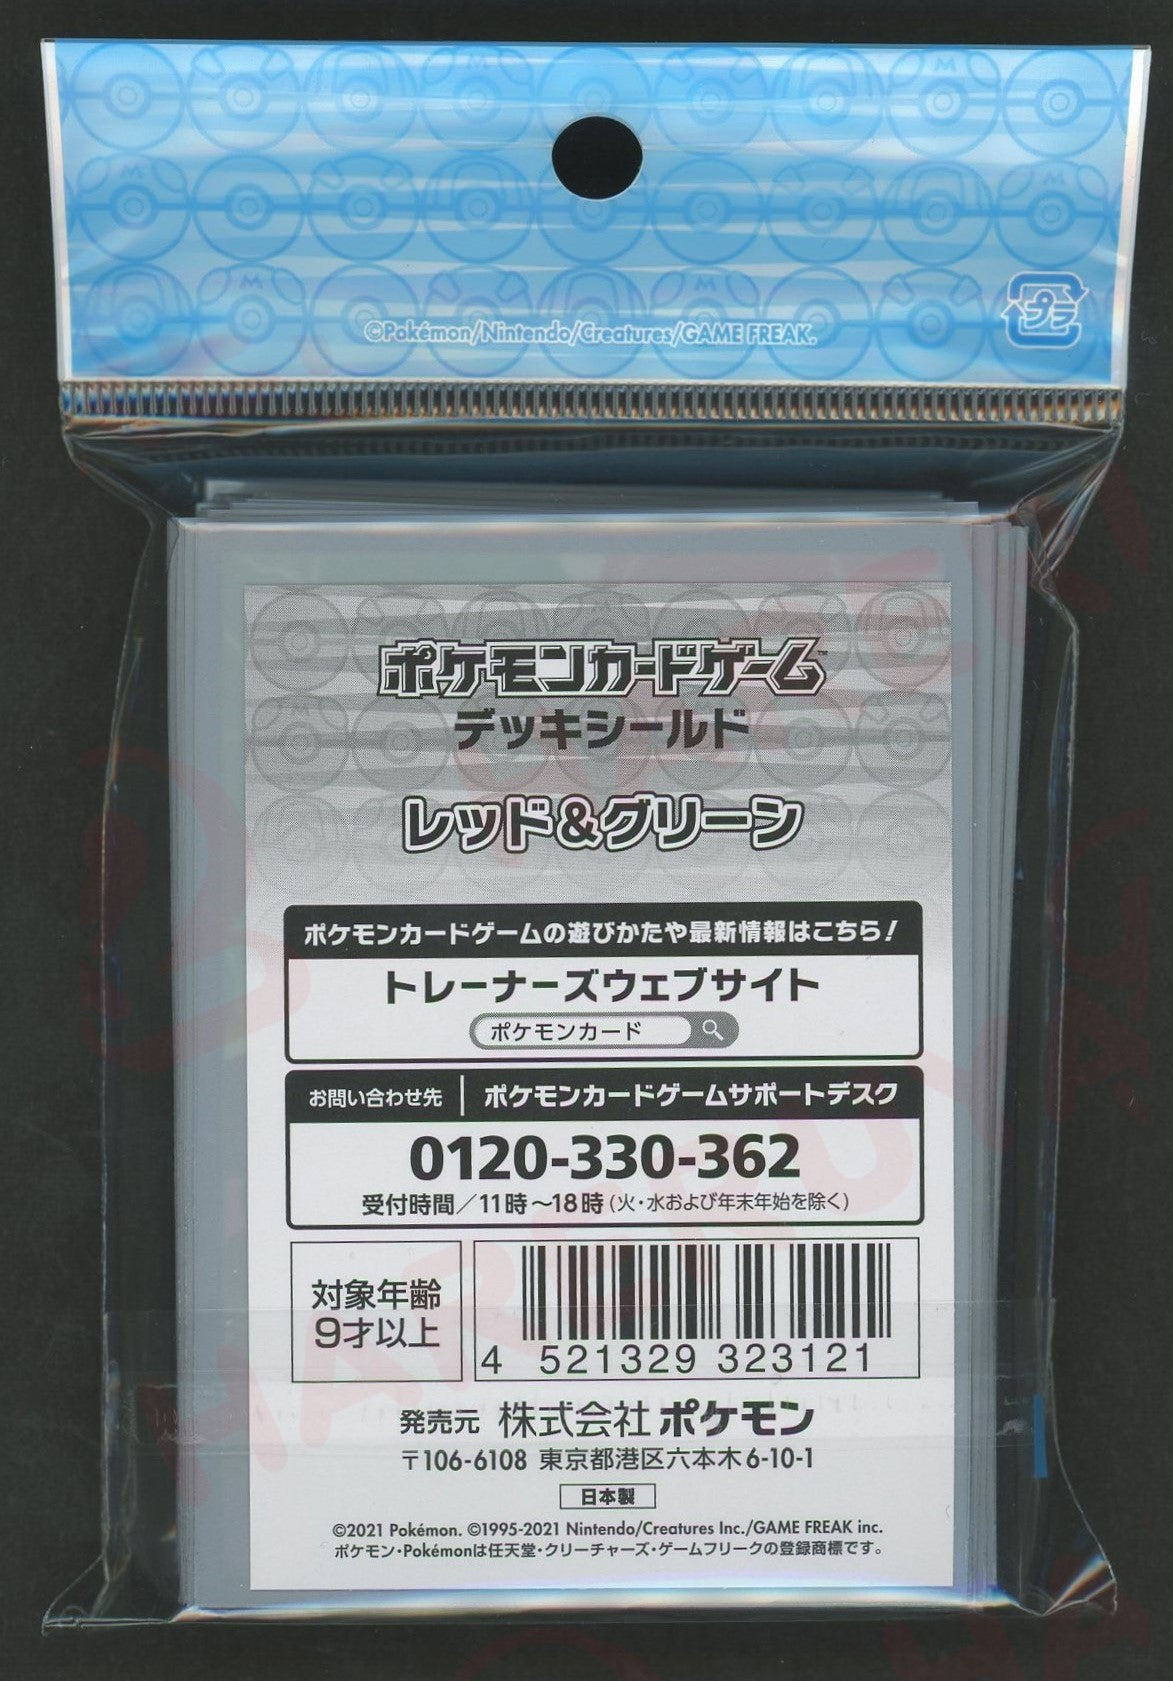 ©Pokémon/Nintendo/Creatures/GAME FREAK.
プラ
ポケモンカードゲーム™
デッキシールド
レッド&グリーン
ポケモンカードゲームの遊びかたや最新情報はこちら!
トレーナーズウェブサイト
ポケモンカード
お問い合わせ先 | ポケモンカードゲームサポートデスク
0120-330-362
受付時間/11時~18時(火・水および年末年始を除く)
対象年齢
9才以上
4 521329 323121
発売元 株式会社ポケモン
〒106-6108 東京都港区六本木6-10-1
日本製
©2021 Pokémon. ©1995-2021 Nintendo/Creatures Inc./GAME FREAK inc.
ポケモン・Pokémonは任天堂・クリーチャーズ・ゲームフリークの登録商標です。